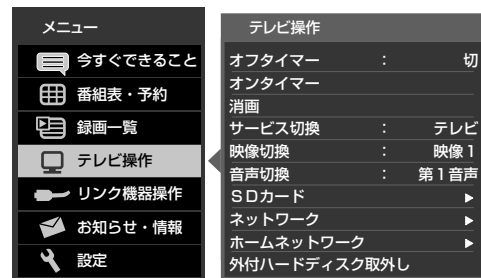 メニュー
今すぐできること
番組表・予約
録画一覧
テレビ操作
リンク機器操作
お知らせ・情報
設定
テレビ操作
オフタイマー : 切
オンタイマー
消画
サービス切換 : テレビ
映像切換 : 映像1
音声切換 : 第1音声
SDカード
ネットワーク
ホームネットワーク
外付ハードディスク取外し